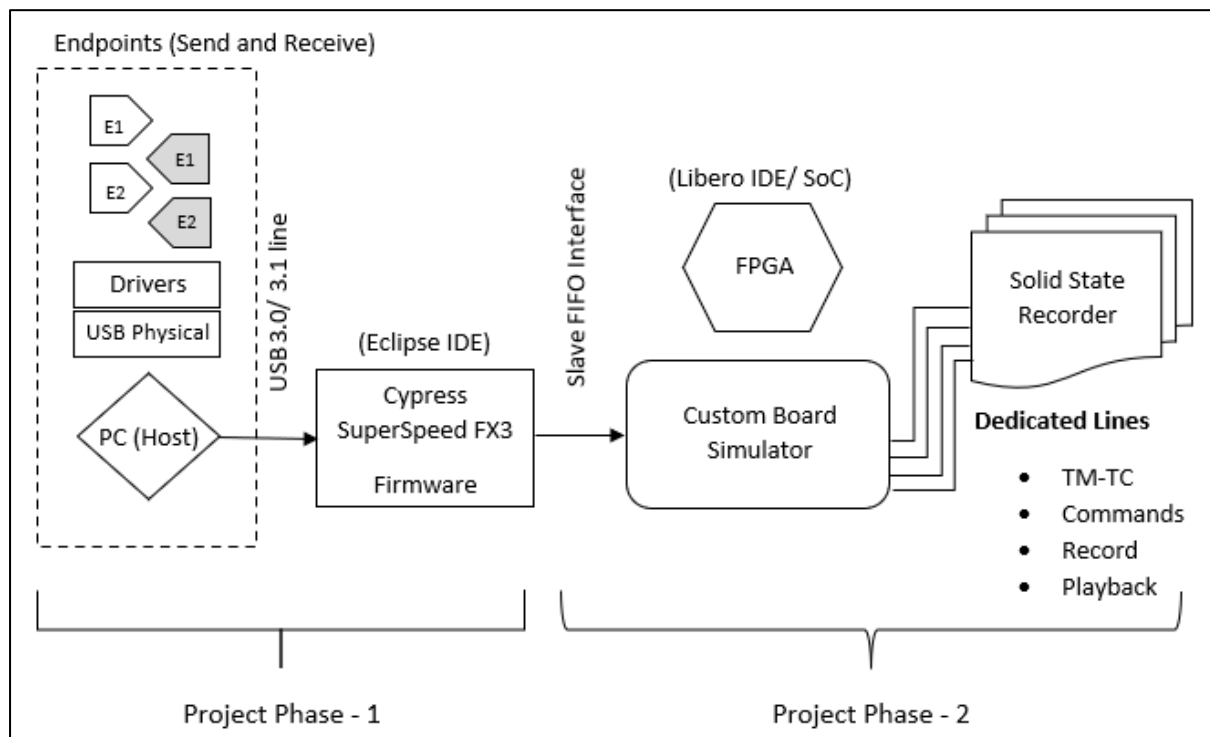 Endpoints (Send and Receive)
E1
E1
E2
E2
Drivers
USB Physical
PC (Host)
USB 3.0/ 3.1 line
(Eclipse IDE)
Cypress
SuperSpeed FX3
Firmware
Slave FIFO Interface
(Libero IDE/ SoC)
FPGA
Custom Board
Simulator
Solid State
Recorder
Dedicated Lines
• TM-TC
• Commands
• Record
• Playback
Project Phase - 1
Project Phase - 2